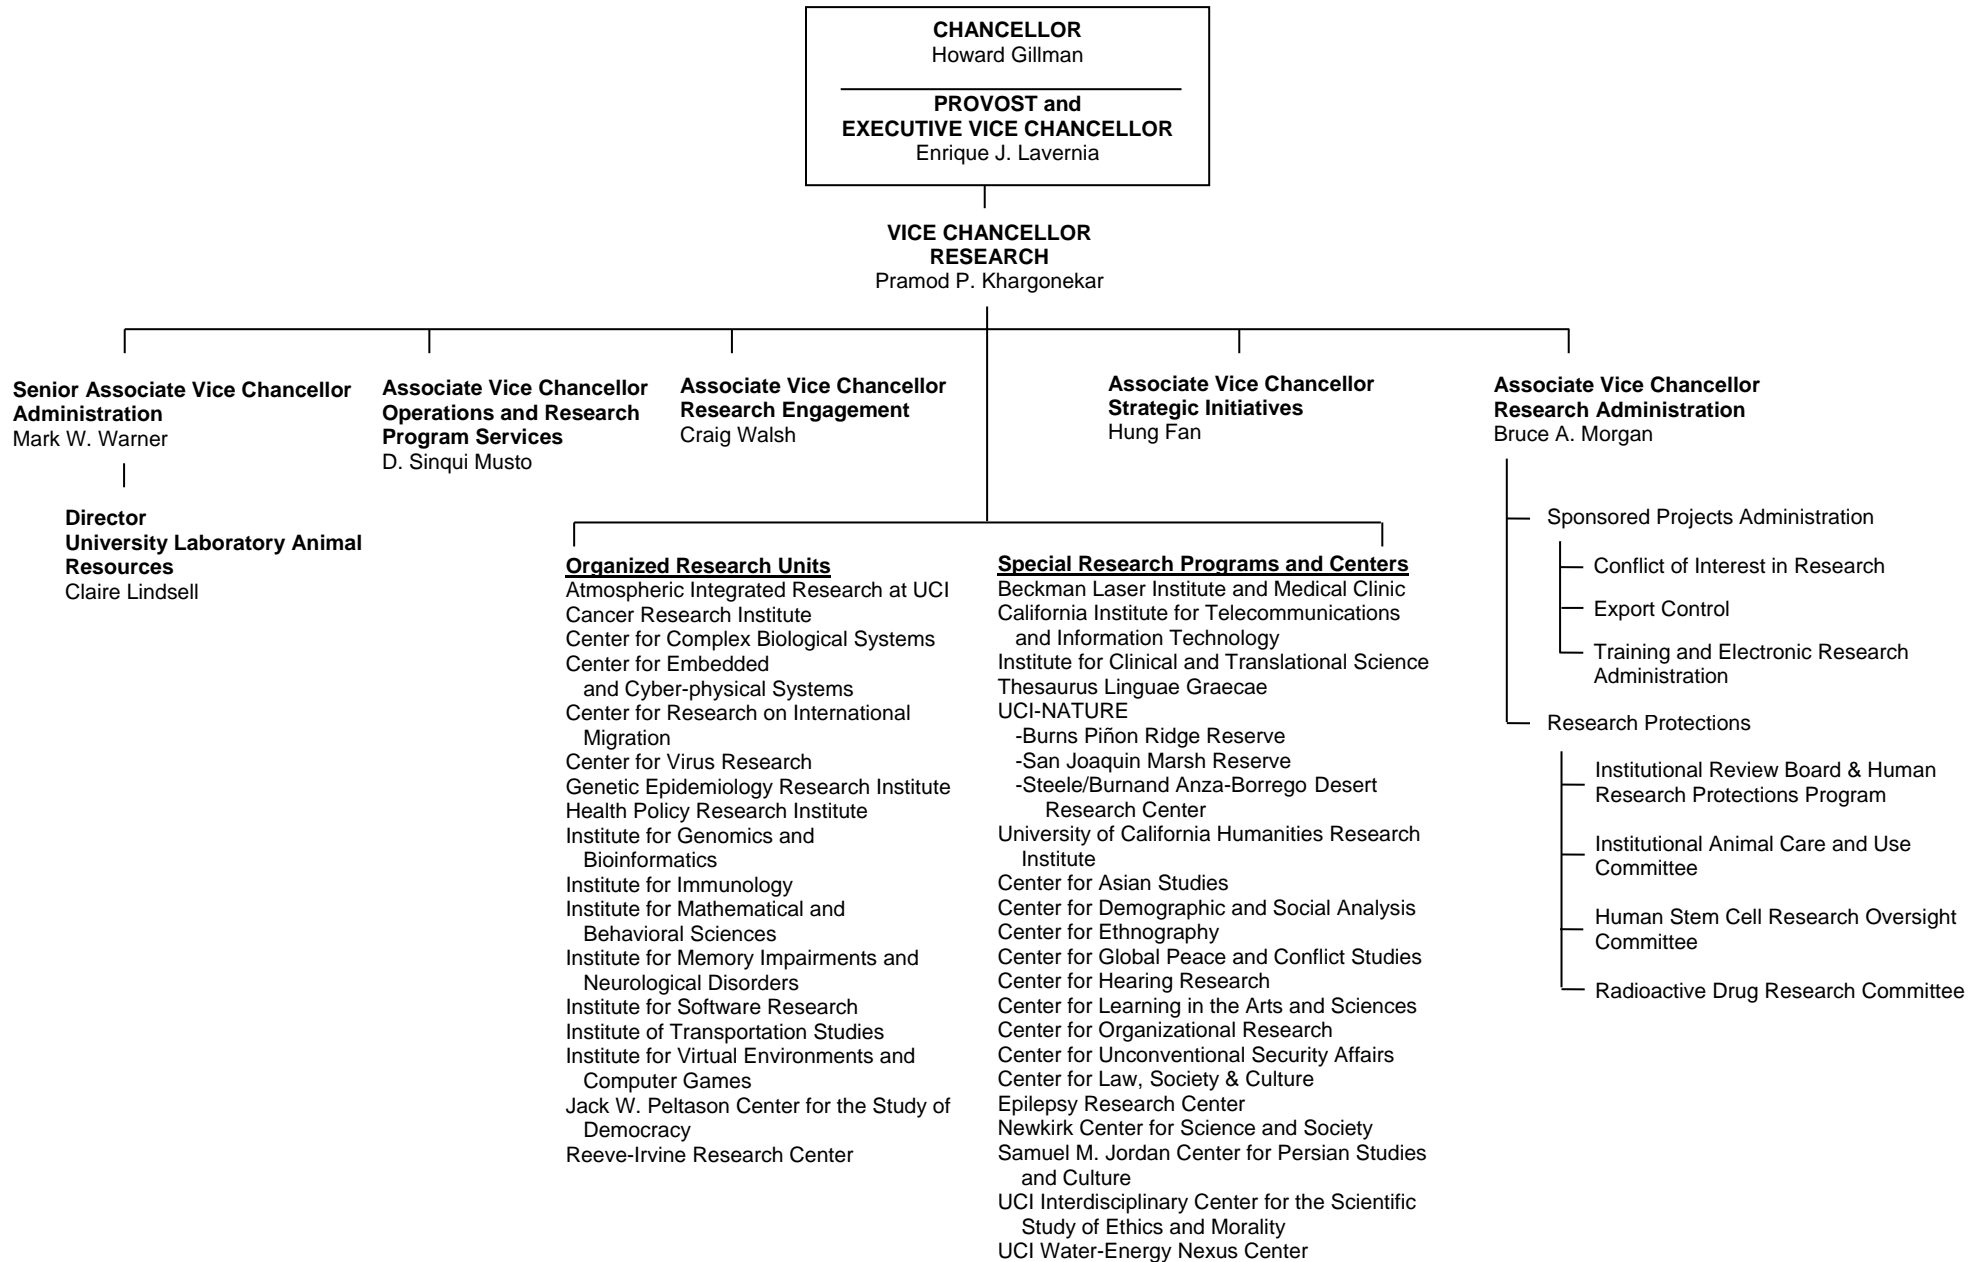 CHANCELLOR
Howard Gillman
PROVOST and
EXECUTIVE VICE CHANCELLOR
Enrique J. Lavernia
VICE CHANCELLOR
RESEARCH
Pramod P. Khargonekar
Senior Associate Vice Chancellor
Administration
Mark W. Warner
Director
University Laboratory Animal
Resources
Claire Lindsell
Associate Vice Chancellor
Operations and Research
Program Services
D. Sinqui Musto
Associate Vice Chancellor
Research Engagement
Craig Walsh
Associate Vice Chancellor
Strategic Initiatives
Hung Fan
Associate Vice Chancellor
Research Administration
Bruce A. Morgan
Sponsored Projects Administration
Conflict of Interest in Research
Export Control
Training and Electronic Research
Administration
Research Protections
Institutional Review Board & Human
Research Protections Program
Institutional Animal Care and Use
Committee
Human Stem Cell Research Oversight
Committee
Radioactive Drug Research Committee
Organized Research Units
Atmospheric Integrated Research at UCI
Cancer Research Institute
Center for Complex Biological Systems
Center for Embedded
and Cyber-physical Systems
Center for Research on International
Migration
Center for Virus Research
Genetic Epidemiology Research Institute
Health Policy Research Institute
Institute for Genomics and
Bioinformatics
Institute for Immunology
Institute for Mathematical and
Behavioral Sciences
Institute for Memory Impairments and
Neurological Disorders
Institute for Software Research
Institute of Transportation Studies
Institute for Virtual Environments and
Computer Games
Jack W. Peltason Center for the Study of
Democracy
Reeve-Irvine Research Center
Special Research Programs and Centers
Beckman Laser Institute and Medical Clinic
California Institute for Telecommunications
and Information Technology
Institute for Clinical and Translational Science
Thesaurus Linguae Graecae
UCI-NATURE
-Burns Piñon Ridge Reserve
-San Joaquin Marsh Reserve
-Steele/Burnand Anza-Borrego Desert
Research Center
University of California Humanities Research
Institute
Center for Asian Studies
Center for Demographic and Social Analysis
Center for Ethnography
Center for Global Peace and Conflict Studies
Center for Hearing Research
Center for Learning in the Arts and Sciences
Center for Organizational Research
Center for Unconventional Security Affairs
Center for Law, Society & Culture
Epilepsy Research Center
Newkirk Center for Science and Society
Samuel M. Jordan Center for Persian Studies
and Culture
UCI Interdisciplinary Center for the Scientific
Study of Ethics and Morality
UCI Water-Energy Nexus Center